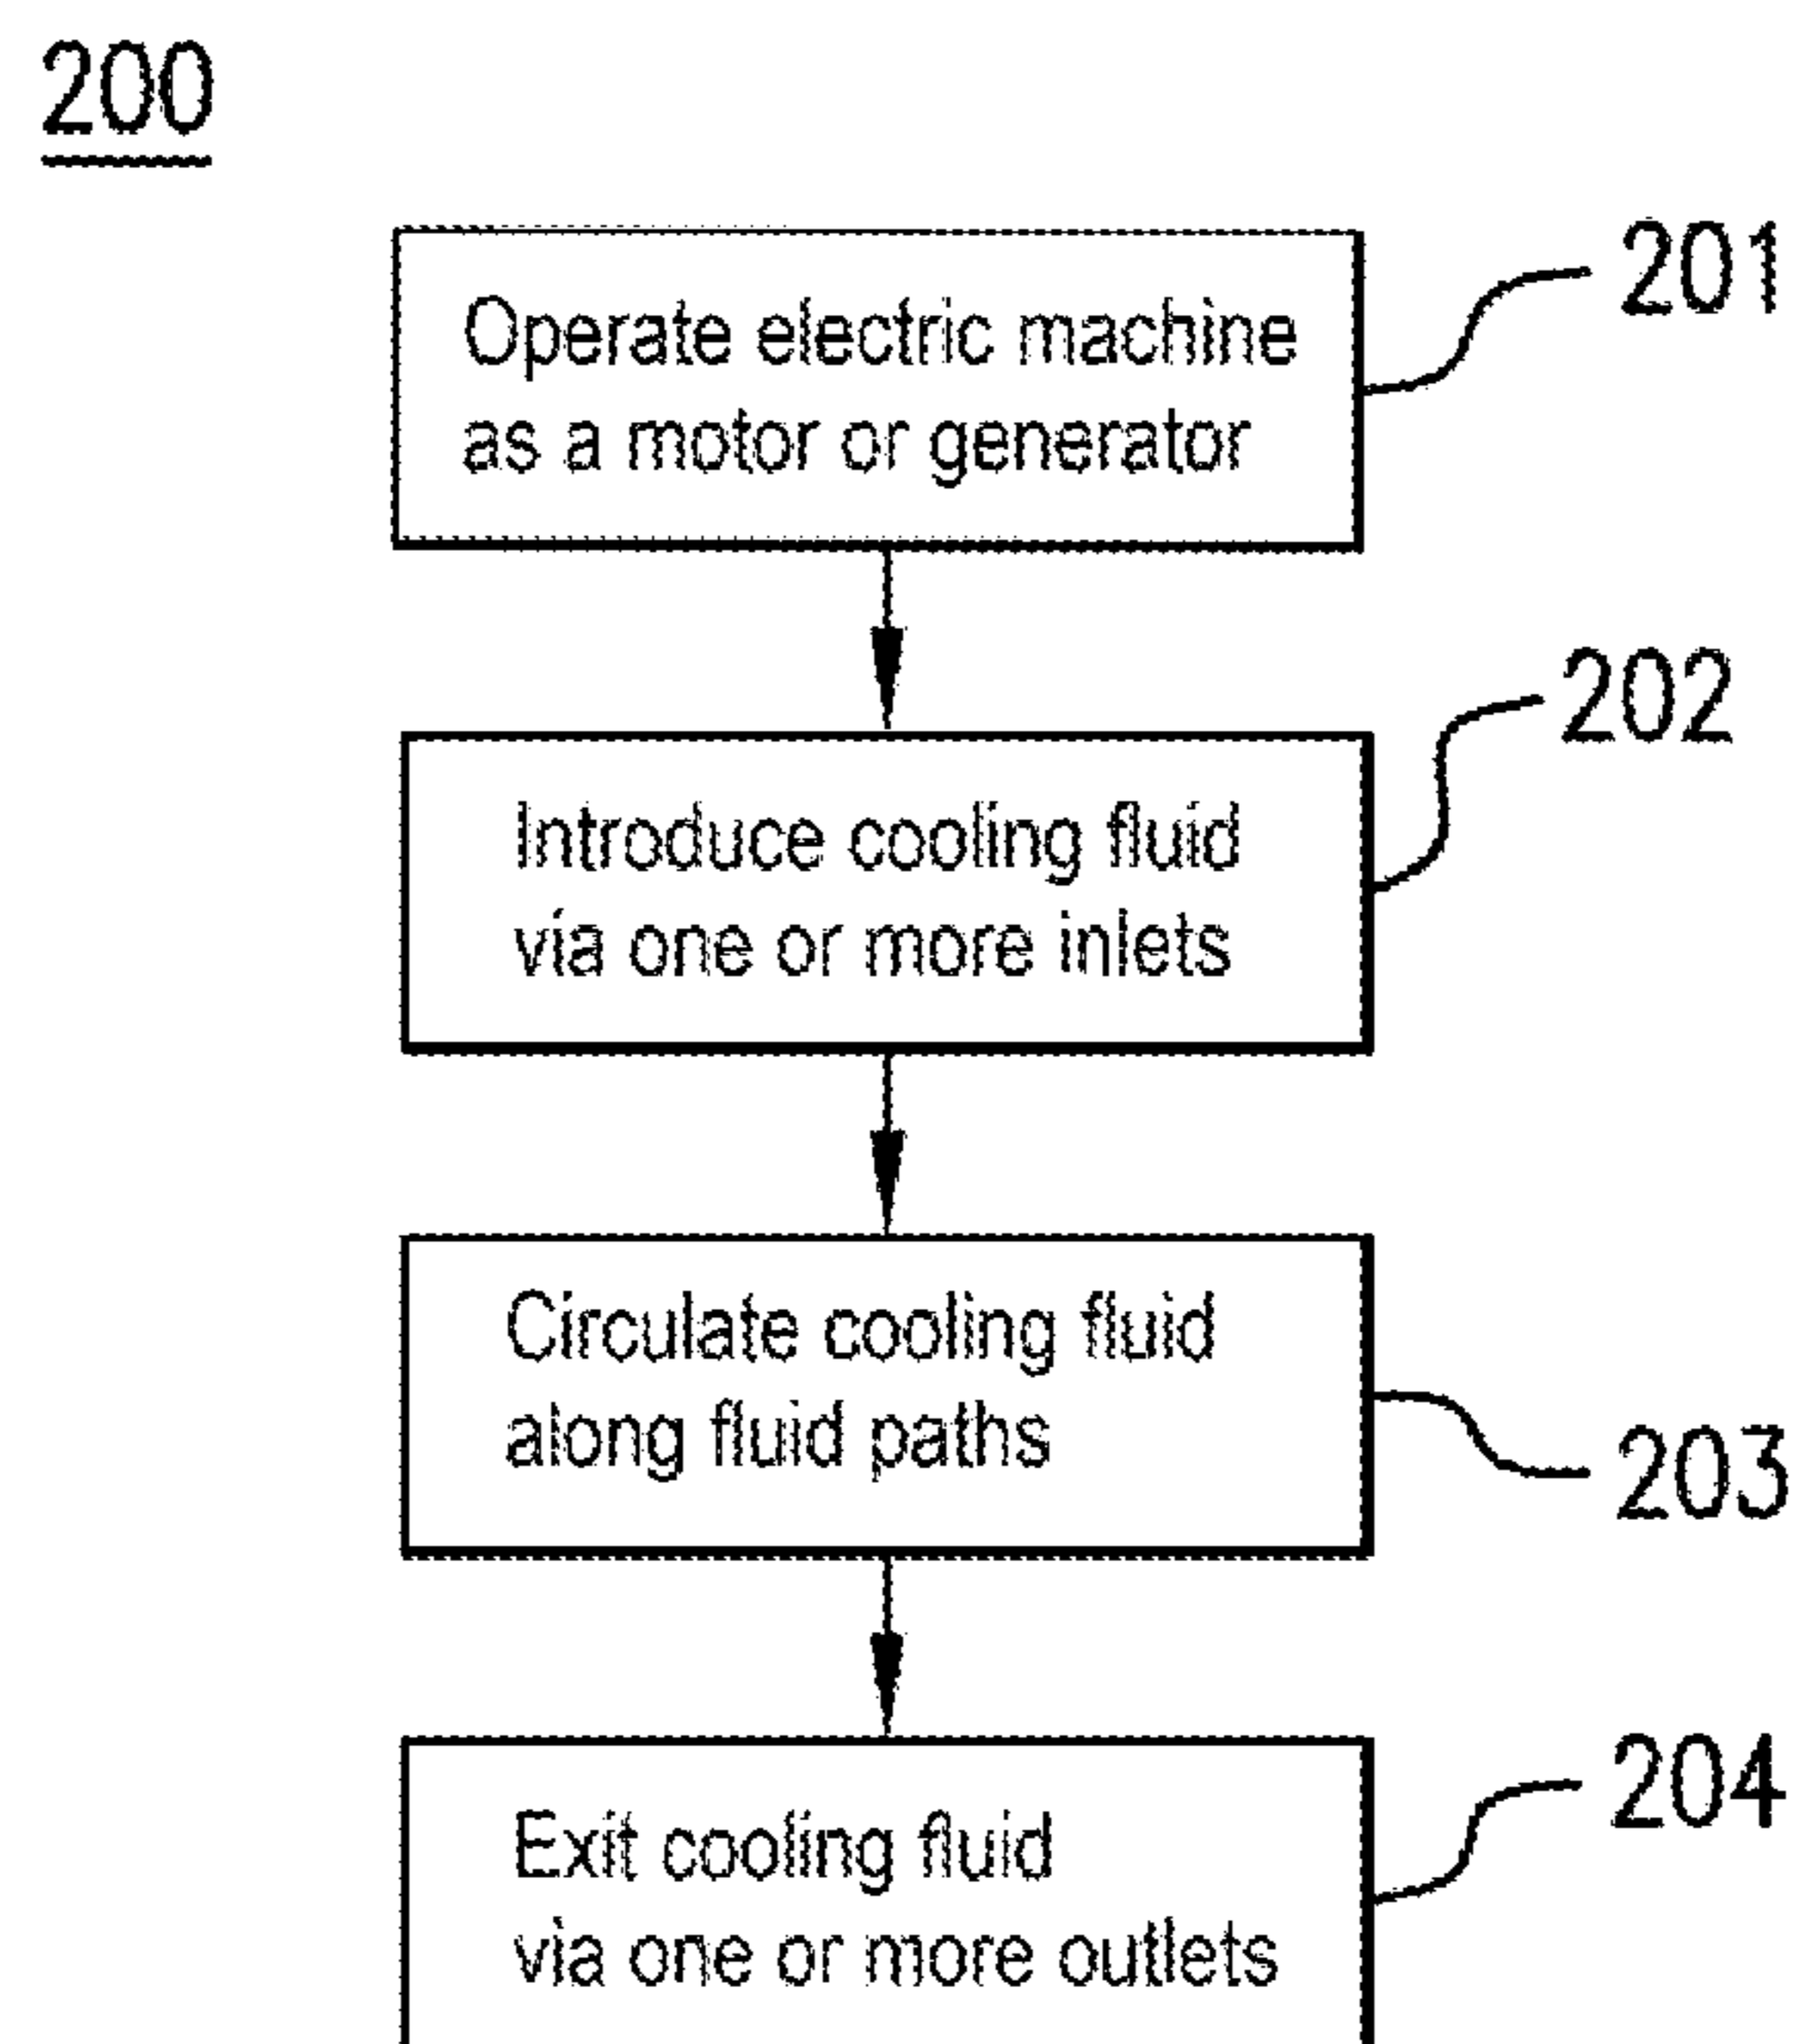 200
Operate electric machine
as a motor or generator
201
Introduce cooling fluid
via one or more inlets
202
Circulate cooling fluid
along fluid paths
203
Exit cooling fluid
via one or more outlets
204